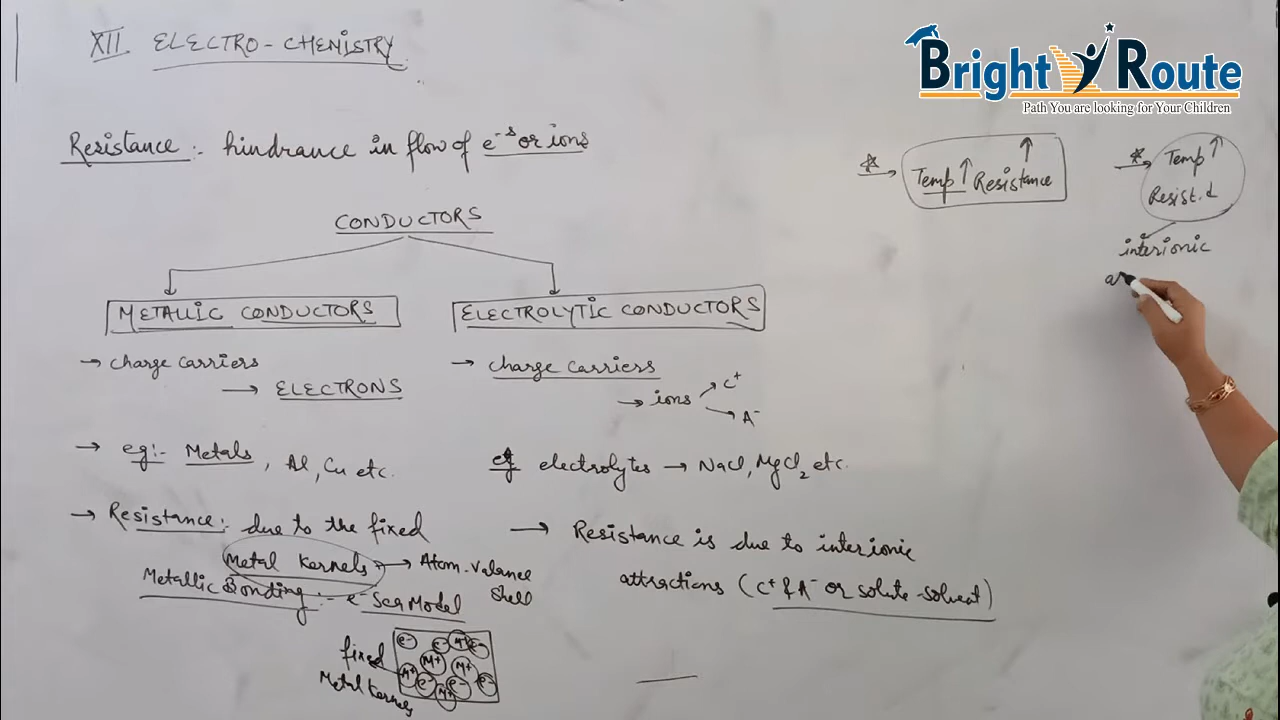 XII ELECTRO-CHEMISTRY
Bright Route
Path You are looking for Your Children
Resistance:- hindrance in flow of e⁻s or ions
CONDUCTORS
METALLIC CONDUCTORS
→ charge carriers
→ ELECTRONS
→ eg:- Metals, Al, Cu etc.
→ Resistance:- due to the fixed
Metal Kernels → Atom-valance shell
Metallic Bonding:- e⁻ Sea Model
fixed
Metal kernels
e⁻ e⁻ M⁺ e⁻
M⁺ M⁺ M⁺
e⁻ e⁻ e⁻
ELECTROLYTIC CONDUCTORS
→ charge carriers
→ ions → C⁺
→ A⁻
eg electrolytes → NaCl, MgCl₂ etc.
→ Resistance is due to interionic
attractions (C⁺ & A⁻ or solute-solvent)
* → Temp ↑ Resistance ↑
* → Temp ↑
Resist. ↓
interionic